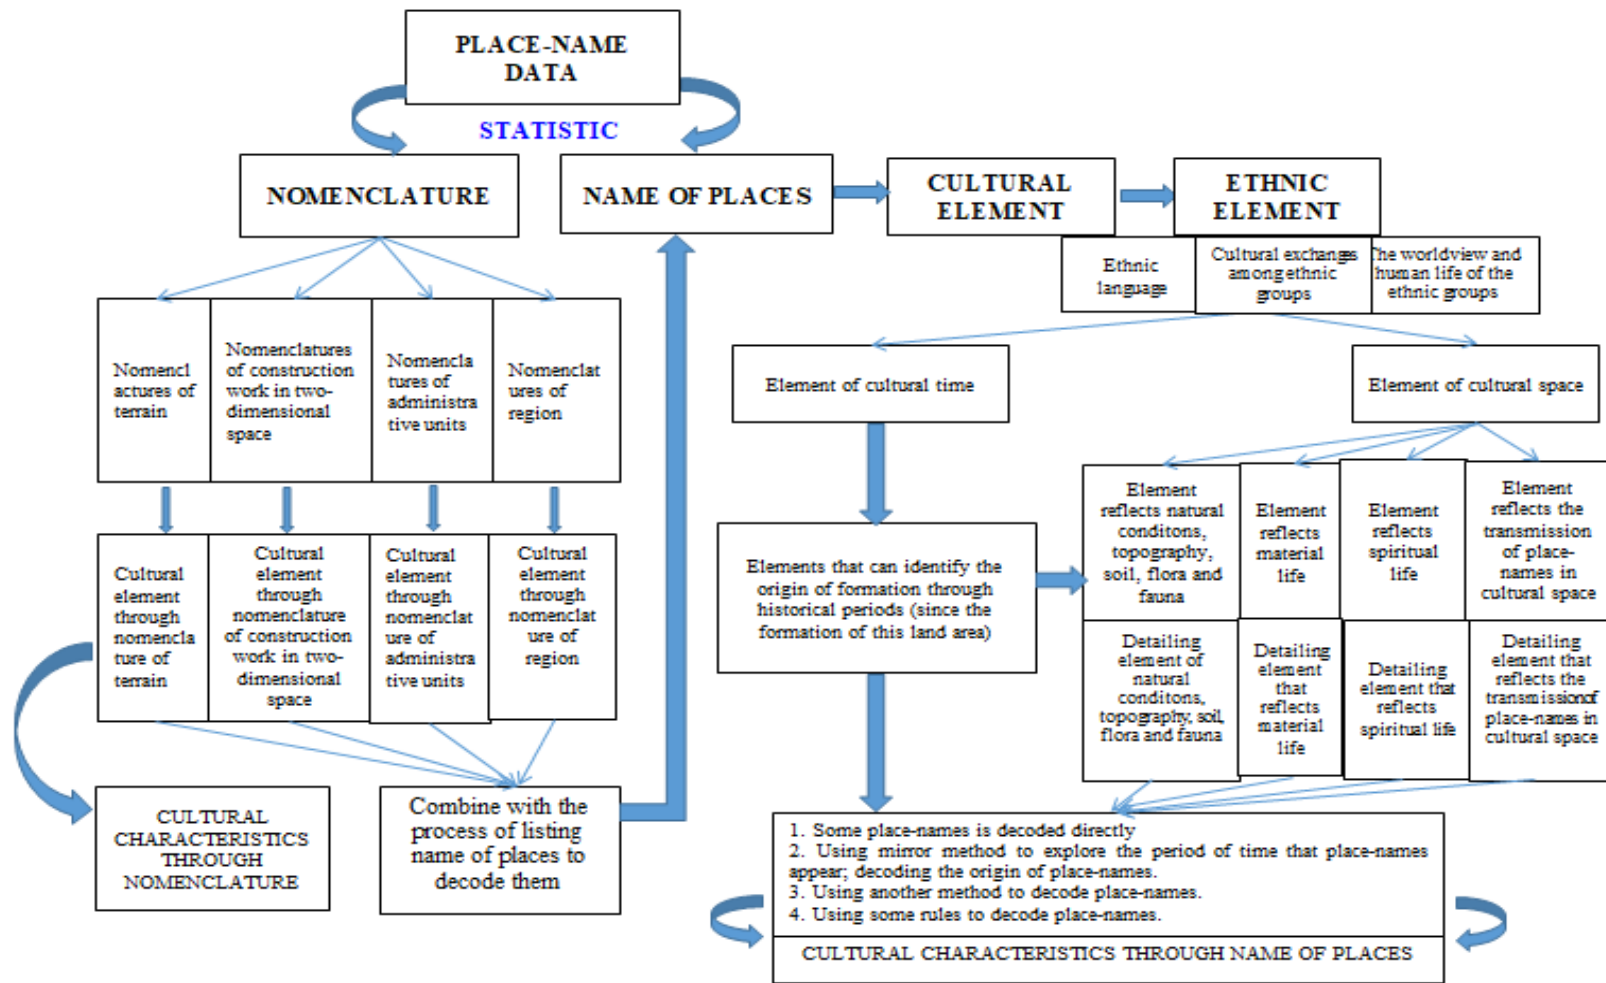 PLACE-NAME
DATA
STATISTIC
NOMENCLATURE
NAME OF PLACES
CULTURAL
ELEMENT
ETHNIC
ELEMENT
Ethnic
language
Cultural exchanges
among ethnic
groups
The worldview and
human life of the
ethnic groups
Nomencl
actures of
terrain
Nomenclatures
of construction
work in two-
dimensional
space
Nomencla
tures of
administra
tive units
Nomenclat
ures of
region
Element of cultural time
Element of cultural space
Cultural
element
through
nomencla
ture of
terrain
Cultural
element
through
nomenclature
of construction
work in two-
dimensional
space
Cultural
element
through
nomenclat
ure of
administra
tive units
Cultural
element
through
nomenclat
ure of
region
Elements that can identify the
origin of formation through
historical periods (since the
formation of this land area)
Element
reflects natural
conditons,
topography,
soil, flora and
fauna
Element
reflects
material
life
Element
reflects
spiritual
life
Element
reflects the
transmission
of place-
names in
cultural space
Detailing
element of
natural
conditons,
topography, soil,
flora and fauna
Detailing
element
that
reflects
material
life
Detailing
element that
reflects
spiritual life
Detailing
element that
reflects the
transmission of
place-names in
cultural space
CULTURAL
CHARACTERISTICS
THROUGH
NOMENCLATURE
Combine with the
process of listing
name of places to
decode them
1. Some place-names is decoded directly
2. Using mirror method to explore the period of time that place-names
appear; decoding the origin of place-names.
3. Using another method to decode place-names.
4. Using some rules to decode place-names.
CULTURAL CHARACTERISTICS THROUGH NAME OF PLACES